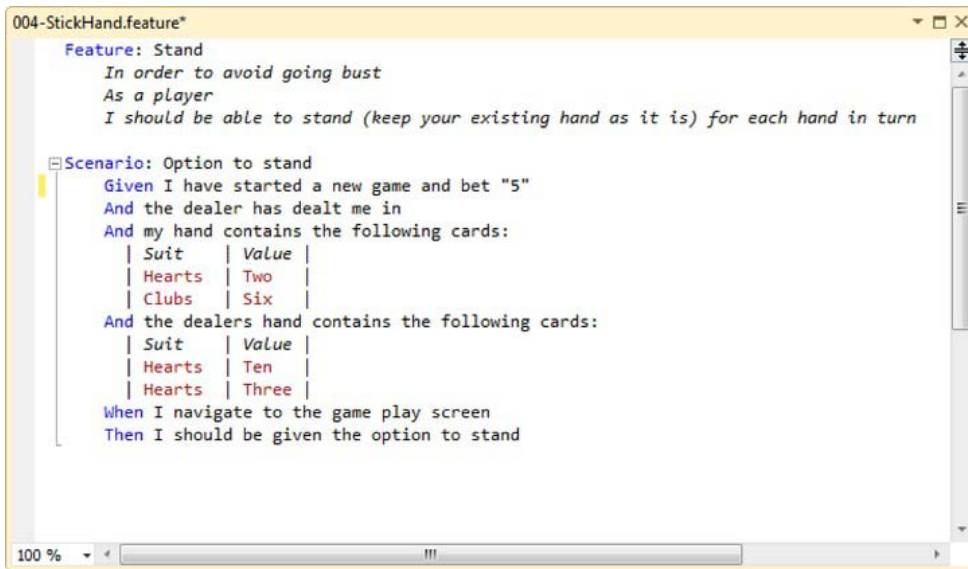 004-StickHand.feature*
Feature: Stand
In order to avoid going bust
As a player
I should be able to stand (keep your existing hand as it is) for each hand in turn
Scenario: Option to stand
Given I have started a new game and bet "5"
And the dealer has dealt me in
And my hand contains the following cards:
| Suit | Value |
| Hearts | Two |
| Clubs | Six |
And the dealers hand contains the following cards:
| Suit | Value |
| Hearts | Ten |
| Hearts | Three |
When I navigate to the game play screen
Then I should be given the option to stand
100 %